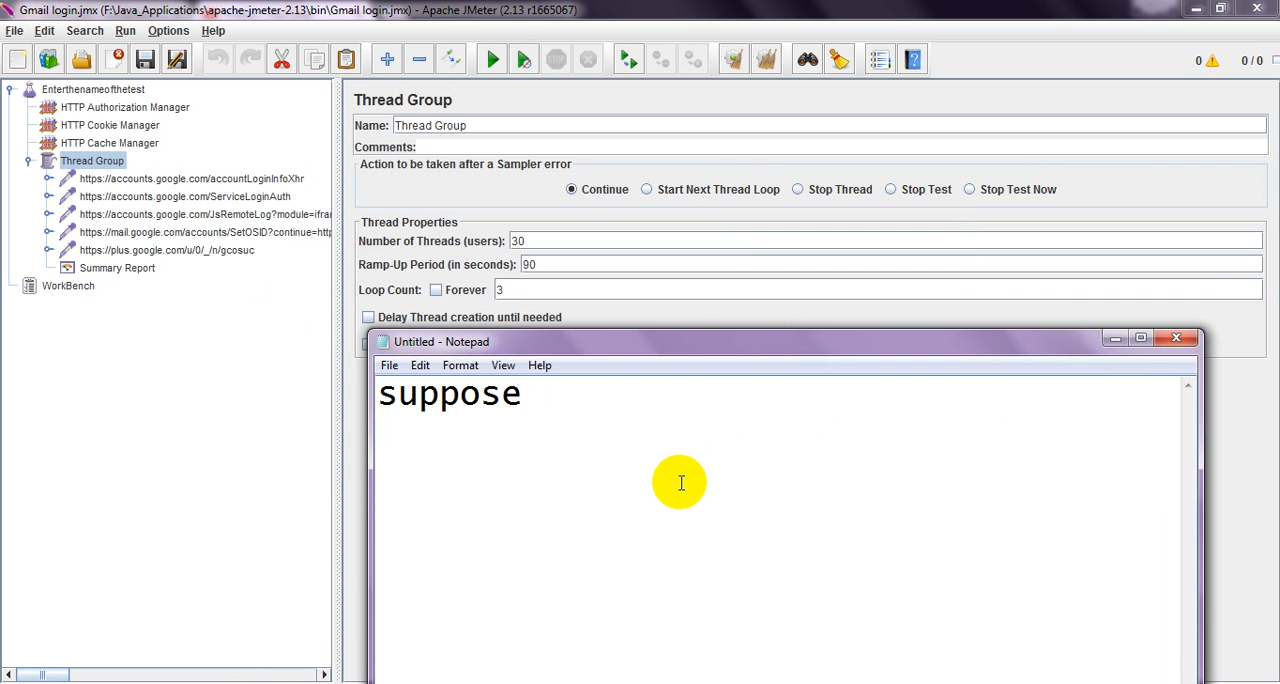 Gmail login.jmx (F:\Java_Applications\apache-jmeter-2.13\bin\Gmail login.jmx) - Apache JMeter (2.13 r1665067)
File Edit Search Run Options Help
0 0 / 0
Enterthenameofthetest
HTTP Authorization Manager
HTTP Cookie Manager
HTTP Cache Manager
Thread Group
https://accounts.google.com/accountLoginInfoXhr
https://accounts.google.com/ServiceLoginAuth
https://accounts.google.com/JsRemoteLog?module=ifra
https://mail.google.com/accounts/SetOSID?continue=http
https://plus.google.com/u/0/_/n/gcosuc
Summary Report
WorkBench
Thread Group
Name: Thread Group
Comments:
Action to be taken after a Sampler error
Continue Start Next Thread Loop Stop Thread Stop Test Stop Test Now
Thread Properties
Number of Threads (users): 30
Ramp-Up Period (in seconds): 90
Loop Count: Forever 3
Delay Thread creation until needed
Untitled - Notepad
File Edit Format View Help
suppose